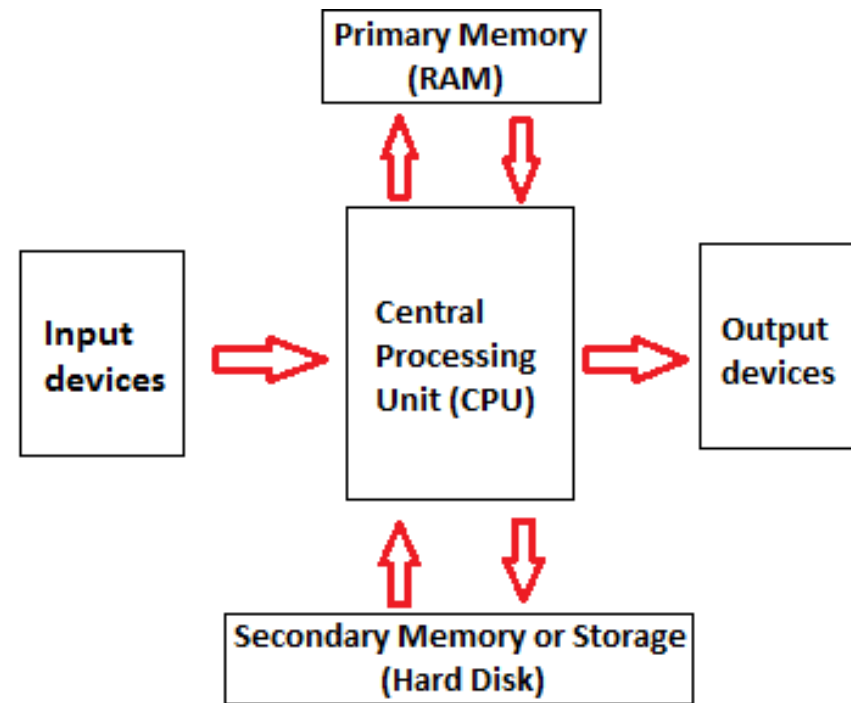 Primary Memory
(RAM)
Input
devices
Central
Processing
Unit (CPU)
Output
devices
Secondary Memory or Storage
(Hard Disk)